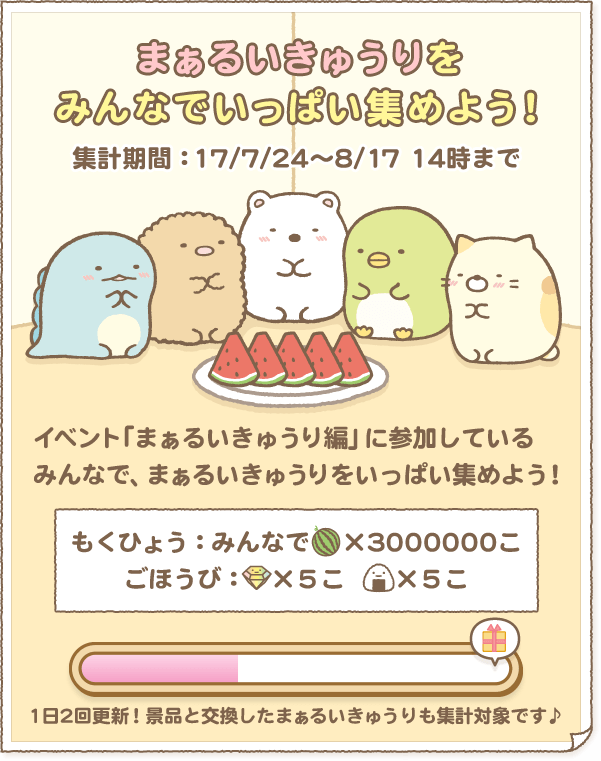 まぁるいきゅうりを
みんなでいっぱい集めよう！
集計期間：17/7/24〜8/17 14時まで
イベント「まぁるいきゅうり編」に参加している
みんなで、まぁるいきゅうりをいっぱい集めよう！
もくひょう：みんなで×3000000こ
ごほうび：×５こ ×５こ
1日2回更新！景品と交換したまぁるいきゅうりも集計対象です♪